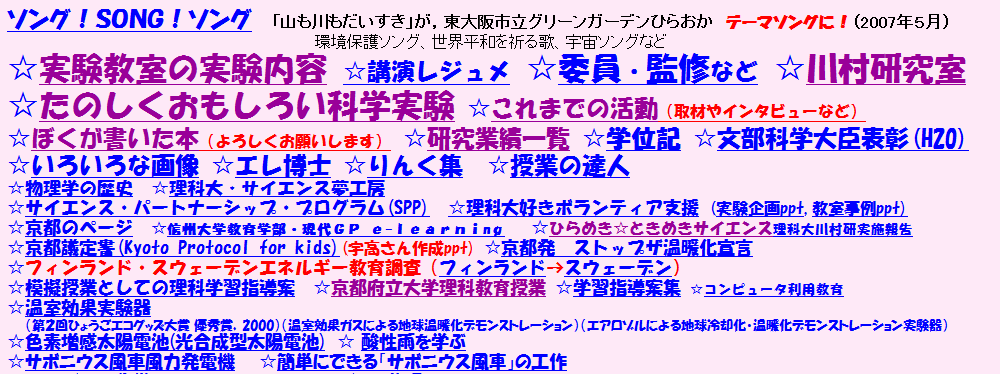 ソング！SONG！ソング 「山も川もだいすき」が，東大阪市立グリーンガーデンひらおか テーマソングに！（2007年5月）
環境保護ソング、世界平和を祈る歌、宇宙ソングなど
☆実験教室の実験内容 ☆講演レジュメ ☆委員・監修など ☆川村研究室
☆たのしくおもしろい科学実験 ☆これまでの活動（取材やインタビューなど）
☆ぼくが書いた本（よろしくお願いします） ☆研究業績一覧 ☆学位記 ☆文部科学大臣表彰(H20)
☆いろいろな画像 ☆エレ博士 ☆りんく集 ☆授業の達人
☆物理学の歴史 ☆理科大・サイエンス夢工房
☆サイエンス・パートナーシップ・プログラム(SPP) ☆理科大好きボランティア支援 (実験企画ppt,教室事例ppt)
☆京都のページ ☆信州大学教育学部・現代GP e-learning ☆ひらめき☆ときめきサイエンス理科大川村研実施報告
☆京都議定書(Kyoto Protocol for kids)(宇高さん作成ppt) ☆京都発 ストップザ温暖化宣言
☆フィンランド・スウェーデンエネルギー教育調査（フィンランド→スウェーデン）
☆模擬授業としての理科学習指導案 ☆京都府立大学理科教育授業 ☆学習指導案集 ☆コンピュータ利用教育
☆温室効果実験器
（第2回ひょうごエコグッズ大賞 優秀賞，2000）（温室効果ガスによる地球温暖化デモンストレーション）（エアロゾルによる地球冷却化・温暖化デモンストレーション実験器）
☆色素増感太陽電池(光合成型太陽電池) ☆ 酸性雨を学ぶ
☆サボニウス風車風力発電機 ☆簡単にできる「サボニウス風車」の工作